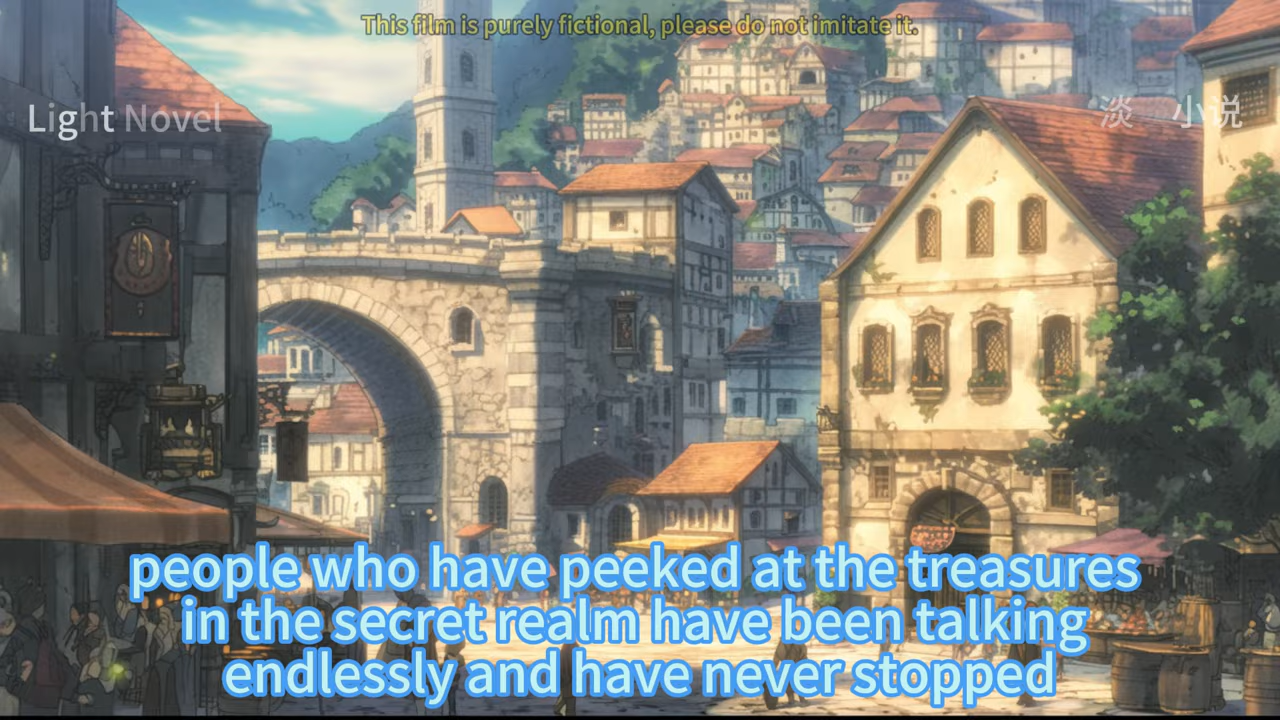 This film is purely fictional, please do not imitate it.
Light Novel
淡 小说
people who have peeked at the treasures
in the secret realm have been talking
endlessly and have never stopped